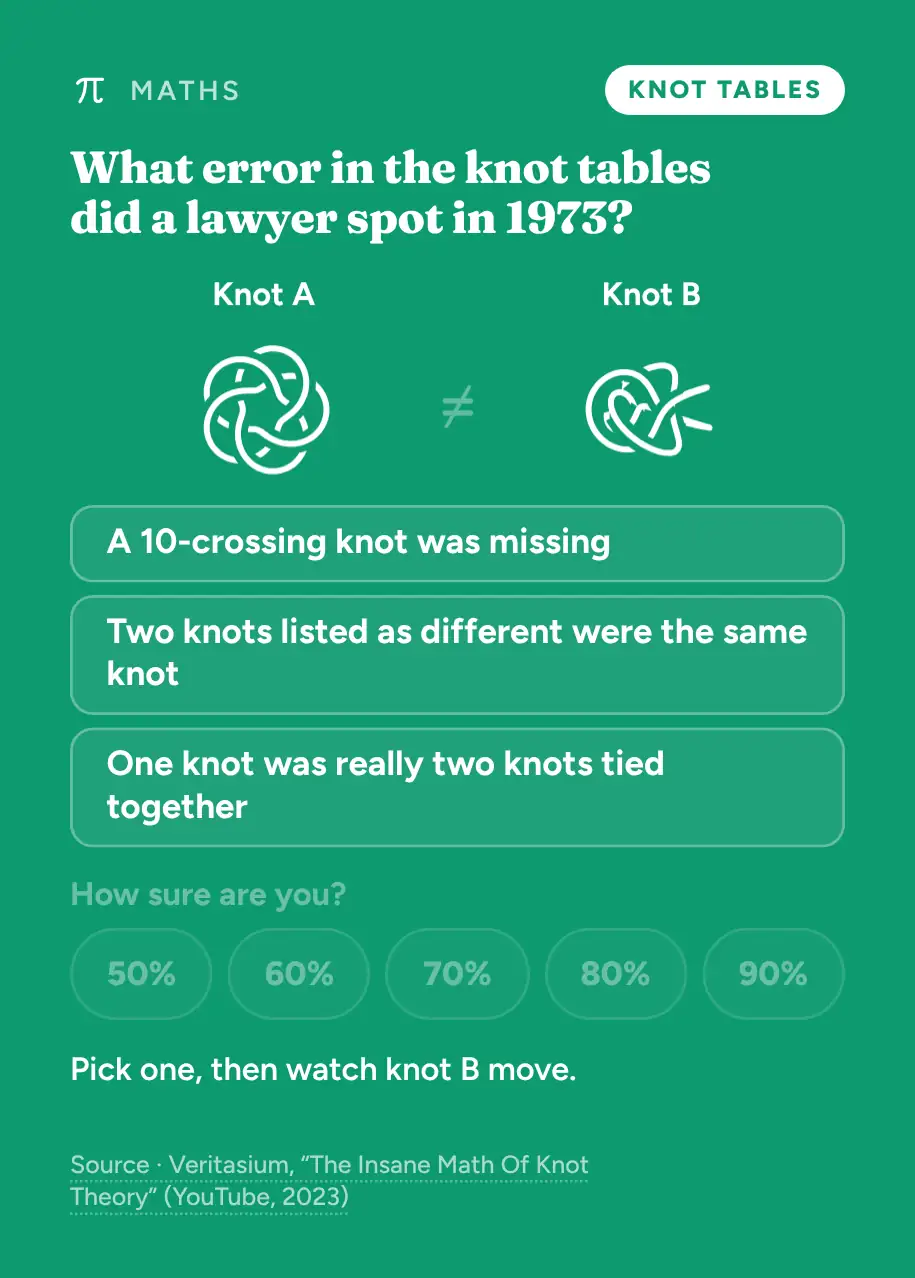 π MATHS
KNOT TABLES
What error in the knot tables
did a lawyer spot in 1973?
Knot A
Knot B
≠
A 10-crossing knot was missing
Two knots listed as different were the same
knot
One knot was really two knots tied
together
How sure are you?
50% 60% 70% 80% 90%
Pick one, then watch knot B move.
Source · Veritasium, “The Insane Math Of Knot
Theory” (YouTube, 2023)